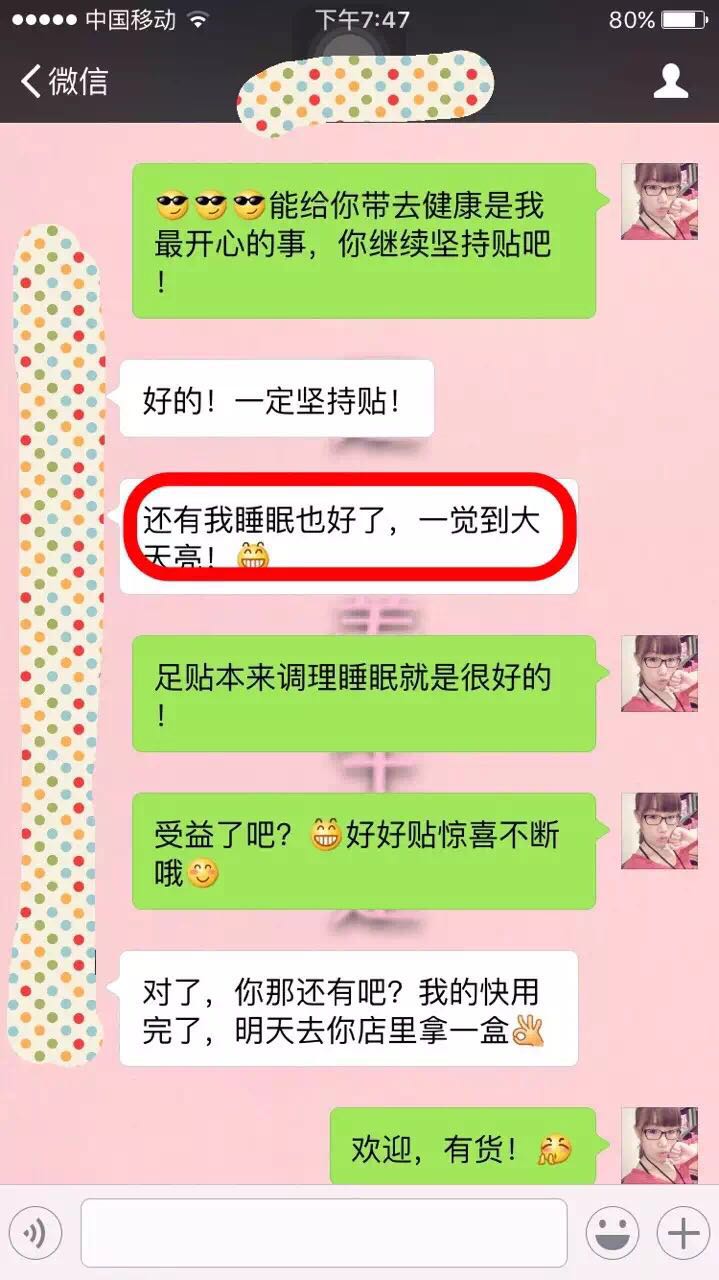 中国移动
下午7:47
80%
微信
😎😎😎能给你带去健康是我
最开心的事，你继续坚持贴吧
！
好的！一定坚持贴！
还有我睡眠也好了，一觉到大
天亮！😁
足贴本来调理睡眠就是很好的
！
受益了吧？😁好好贴惊喜不断
哦😊
对了，你那还有吧？我的快用
完了，明天去你店里拿一盒👌
欢迎，有货！